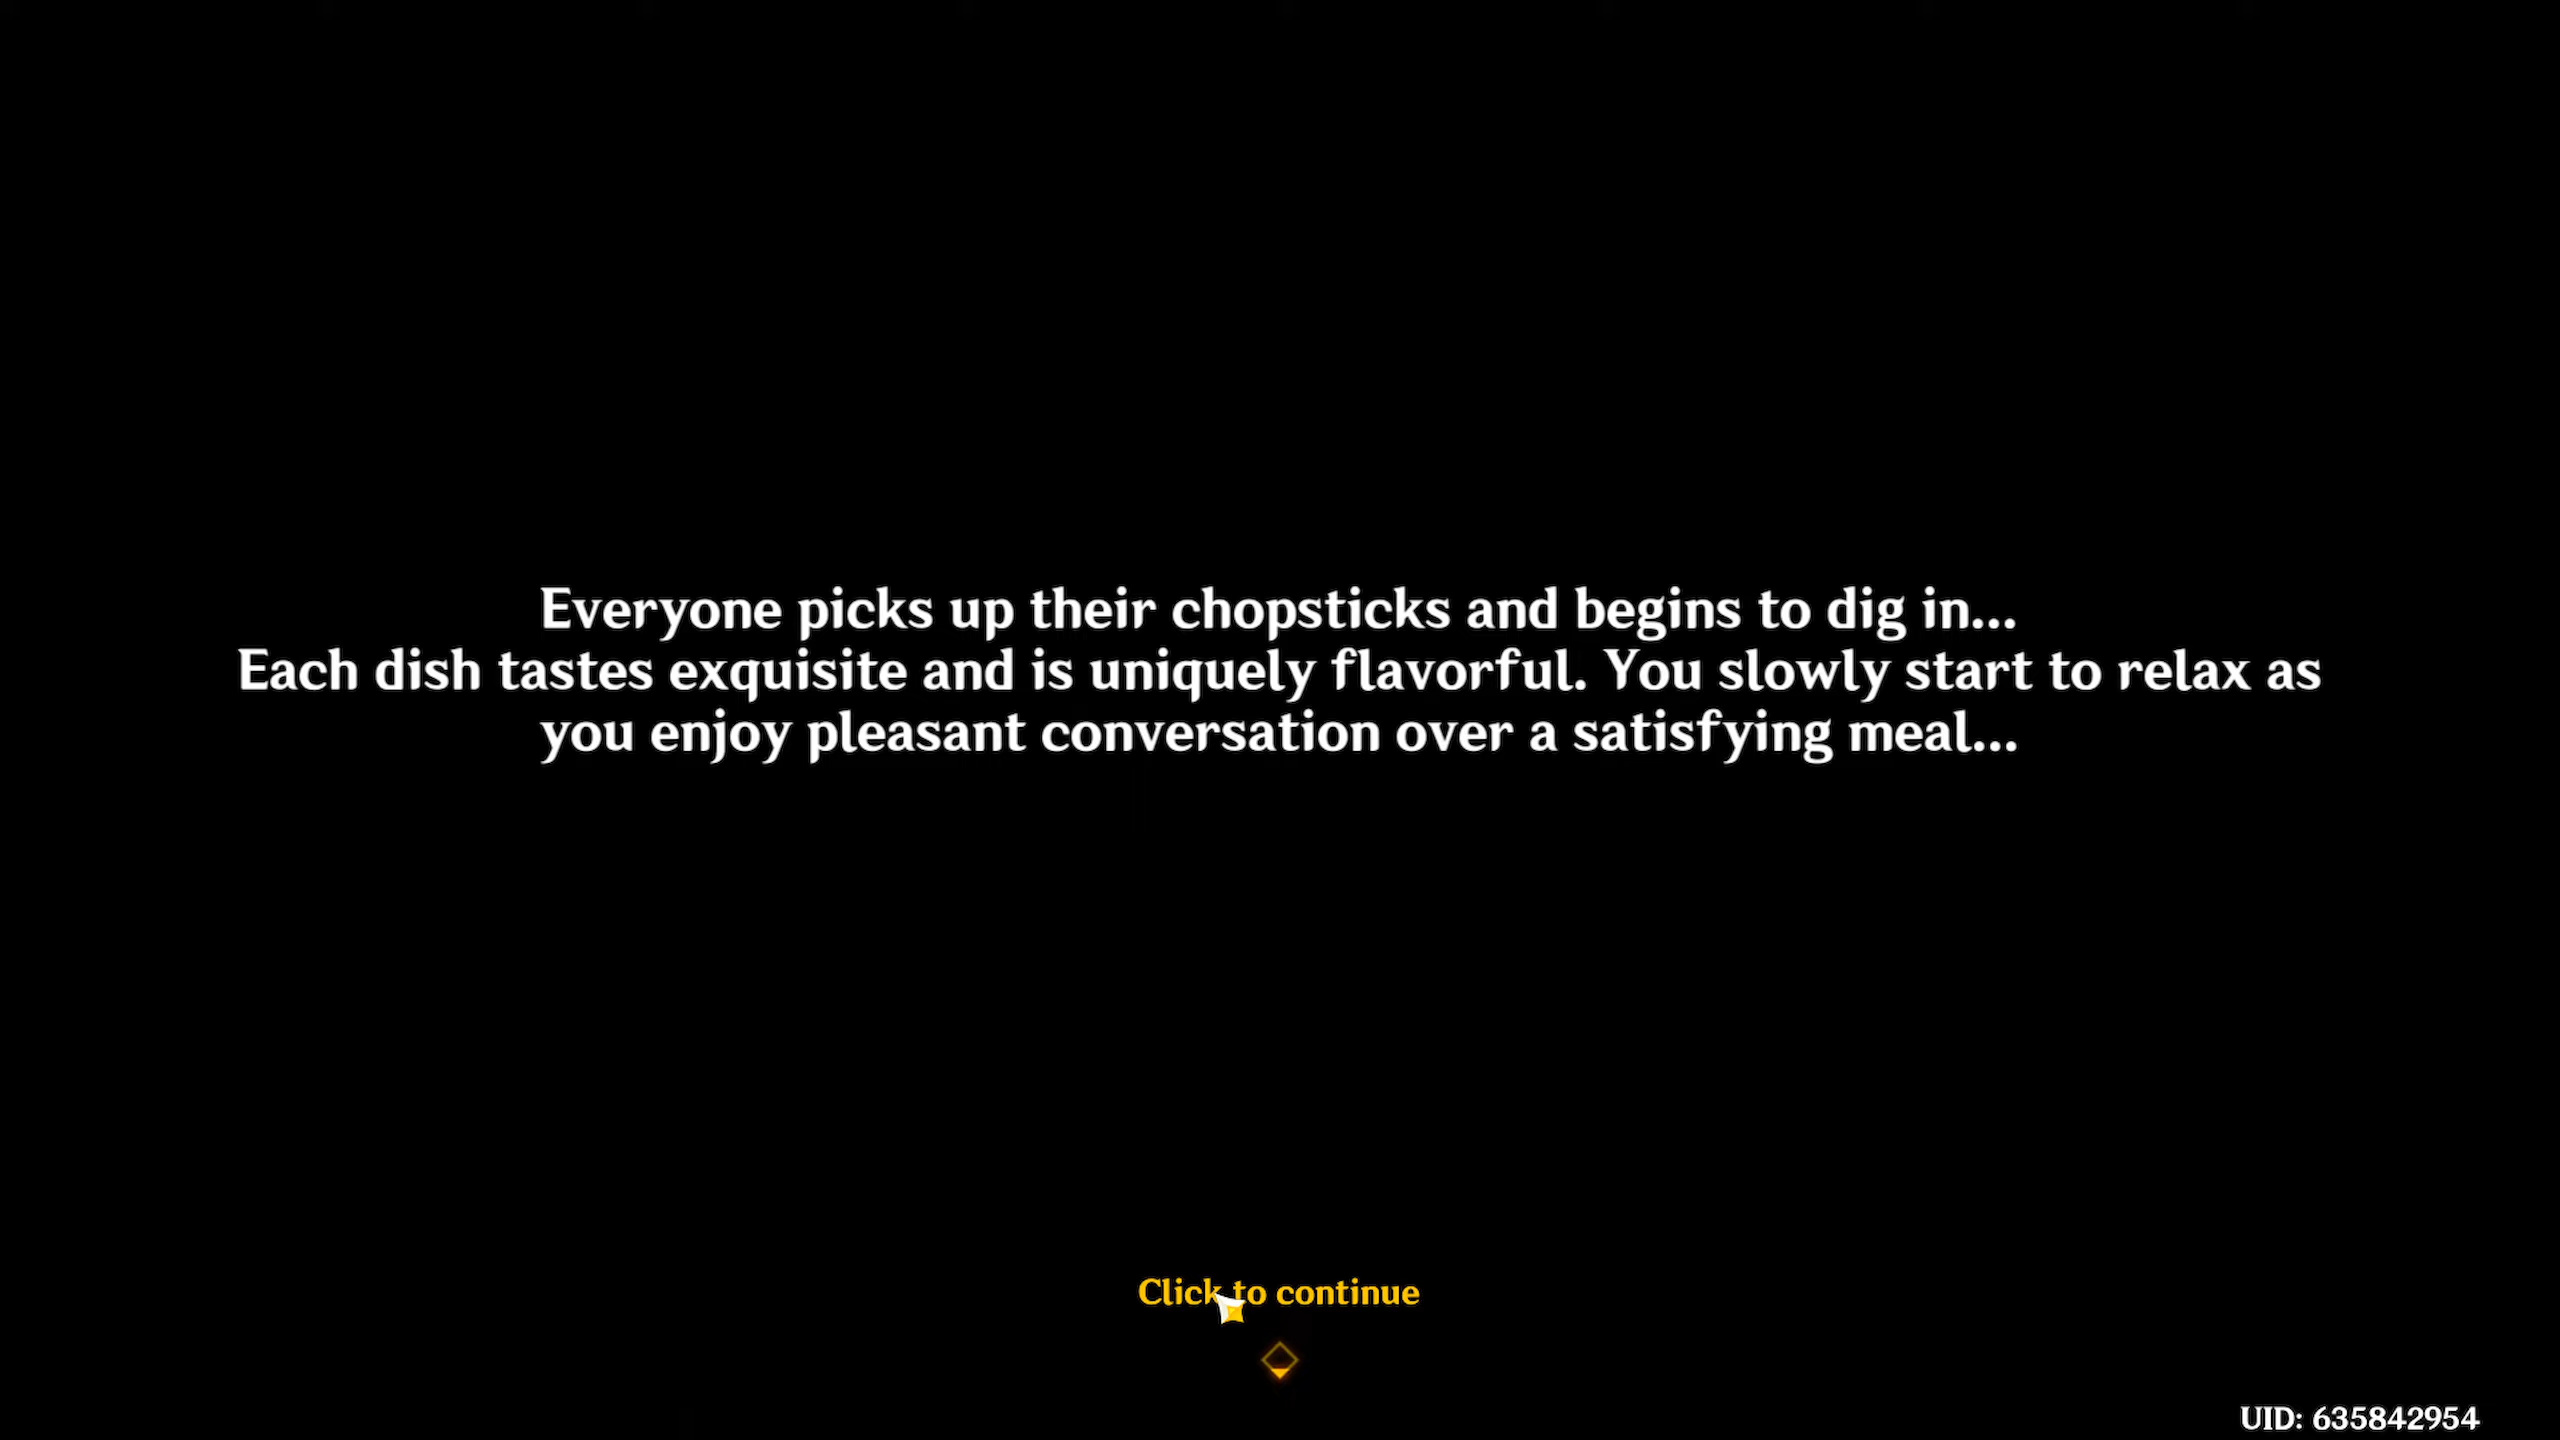 Everyone picks up their chopsticks and begins to dig in...
Each dish tastes exquisite and is uniquely flavorful. You slowly start to relax as
you enjoy pleasant conversation over a satisfying meal...
Click to continue
UID: 635842954